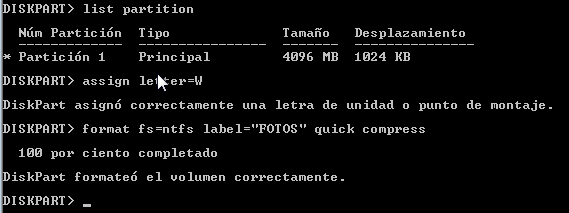 DISKPART> list partition
Núm Partición  Tipo              Tamaño   Desplazamiento
-------------  ----------------  -------  ---------------
* Partición 1    Principal         4096 MB  1024 KB
DISKPART> assign letter=W
DiskPart asignó correctamente una letra de unidad o punto de montaje.
DISKPART> format fs=ntfs label="FOTOS" quick compress
100 por ciento completado
DiskPart formateó el volumen correctamente.
DISKPART> _